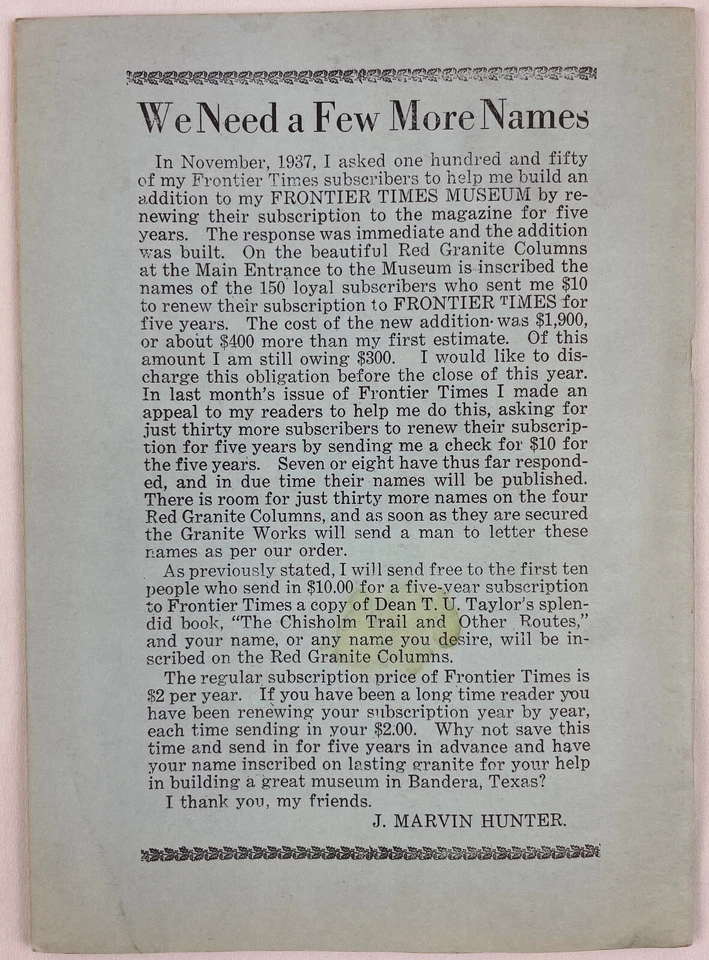 We Need a Few More Names
In November, 1937, I asked one hundred and fifty
of my Frontier Times subscribers to help me build an
addition to my FRONTIER TIMES MUSEUM by re-
newing their subscription to the magazine for five
years. The response was immediate and the addition
was built. On the beautiful Red Granite Columns
at the Main Entrance to the Museum is inscribed the
names of the 150 loyal subscribers who sent me $10
to renew their subscription to FRONTIER TIMES for
five years. The cost of the new addition was $1,900,
or about $400 more than my first estimate. Of this
amount I am still owing $300. I would like to dis-
charge this obligation before the close of this year.
In last month's issue of Frontier Times I made an
appeal to my readers to help me do this, asking for
just thirty more subscribers to renew their subscrip-
tion for five years by sending me a check for $10 for
the five years. Seven or eight have thus far respond-
ed, and in due time their names will be published.
There is room for just thirty more names on the four
Red Granite Columns, and as soon as they are secured
the Granite Works will send a man to letter these
names as per our order.
As previously stated, I will send free to the first ten
people who send in $10.00 for a five-year subscription
to Frontier Times a copy of Dean T. U. Taylor's splen-
did book, "The Chisholm Trail and Other Routes,"
and your name, or any name you desire, will be in-
scribed on the Red Granite Columns.
The regular subscription price of Frontier Times is
$2 per year. If you have been a long time reader you
have been renewing your subscription year by year,
each time sending in your $2.00. Why not save this
time and send in for five years in advance and have
your name inscribed on lasting granite for your help
in building a great museum in Bandera, Texas?
I thank you, my friends.
J. MARVIN HUNTER.